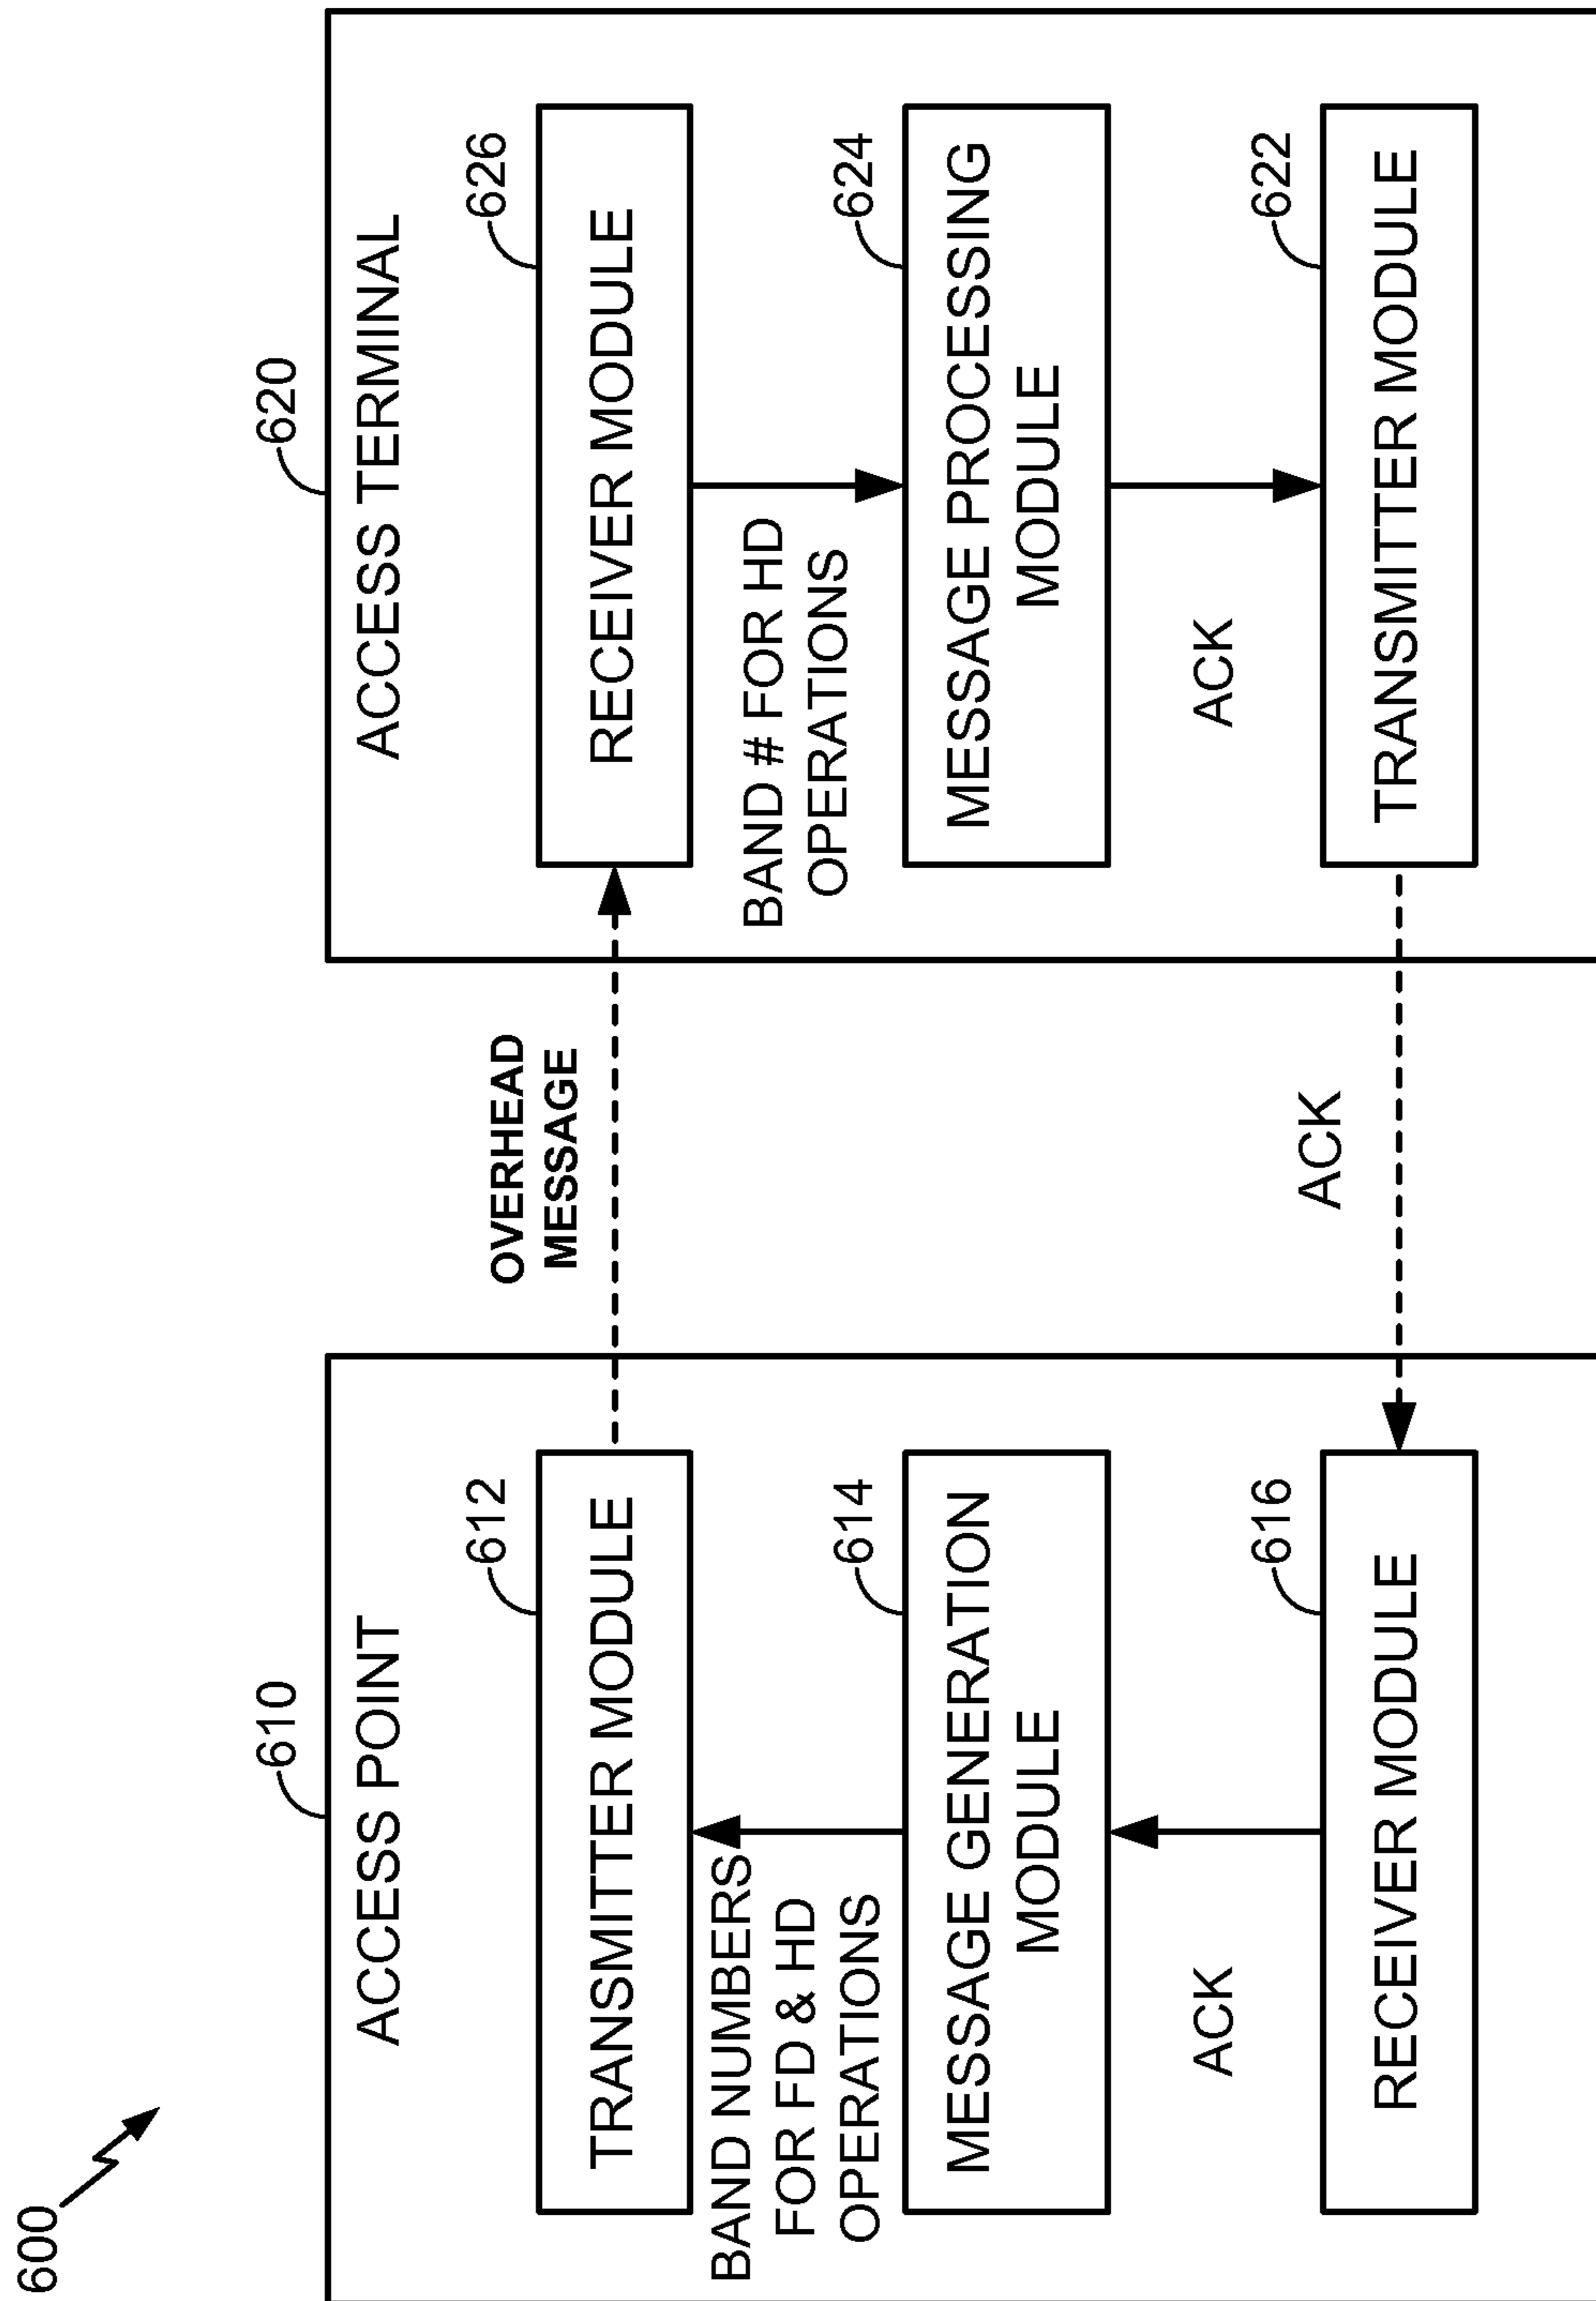 600
610
ACCESS POINT
612
TRANSMITTER MODULE
BAND NUMBERS
FOR FD & HD
OPERATIONS
614
MESSAGE GENERATION
MODULE
ACK
616
RECEIVER MODULE
OVERHEAD
MESSAGE
ACK
620
ACCESS TERMINAL
626
RECEIVER MODULE
BAND # FOR HD
OPERATIONS
624
MESSAGE PROCESSING
MODULE
ACK
622
TRANSMITTER MODULE